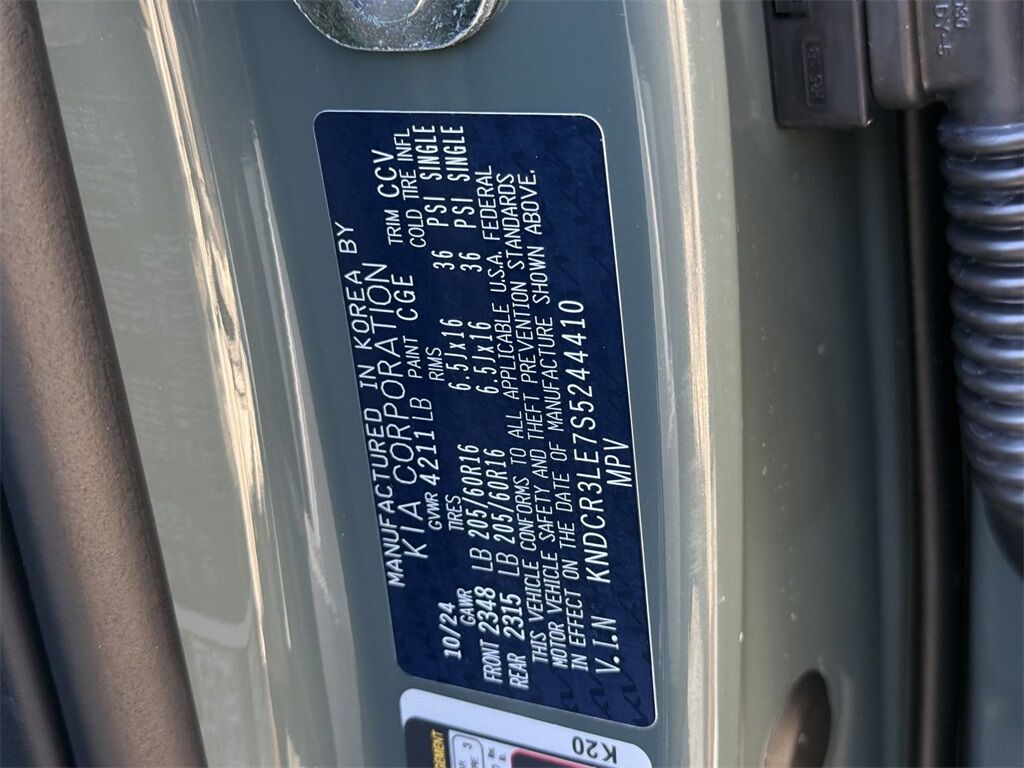 MANUFACTURED IN KOREA BY
KIA CORPORATION
10/24 GVWR 4211 LB PAINT CGE TRIM CCV
GAWR TIRES RIMS COLD TIRE INFL
FRONT 2348 LB 205/60R16 6.5Jx16 36 PSI SINGLE
REAR 2315 LB 205/60R16 6.5Jx16 36 PSI SINGLE
THIS VEHICLE CONFORMS TO ALL APPLICABLE U.S.A. FEDERAL
MOTOR VEHICLE SAFETY AND THEFT PREVENTION STANDARDS
IN EFFECT ON THE DATE OF MANUFACTURE SHOWN ABOVE.
V.I.N KNDCR3LE7S5244410
MPV
K20